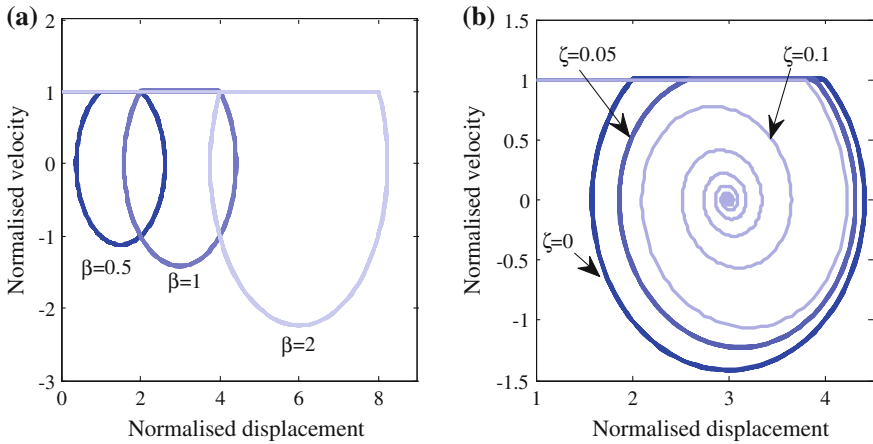 (a)
2
1
0
-1
-2
-3
Normalised velocity
β=0.5
β=1
β=2
0
2
4
6
8
Normalised displacement
(b)
1.5
1
0.5
0
-0.5
-1
-1.5
Normalised velocity
ζ=0.05
ζ=0.1
ζ=0
1
2
3
4
Normalised displacement